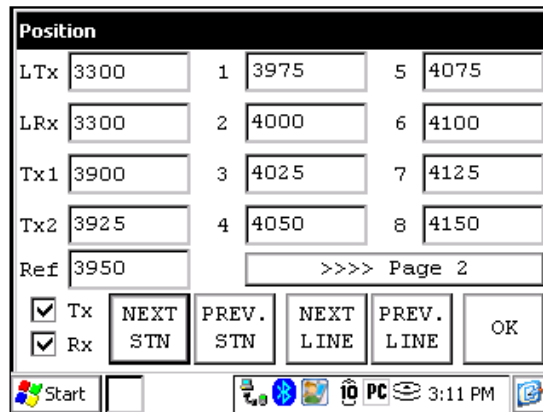 Position
LTx 3300 1 3975 5 4075
LRx 3300 2 4000 6 4100
Tx1 3900 3 4025 7 4125
Tx2 3925 4 4050 8 4150
Ref 3950 >>>> Page 2
Tx NEXT STN PREV. STN NEXT LINE PREV. LINE OK
Rx
Start PC 3:11 PM